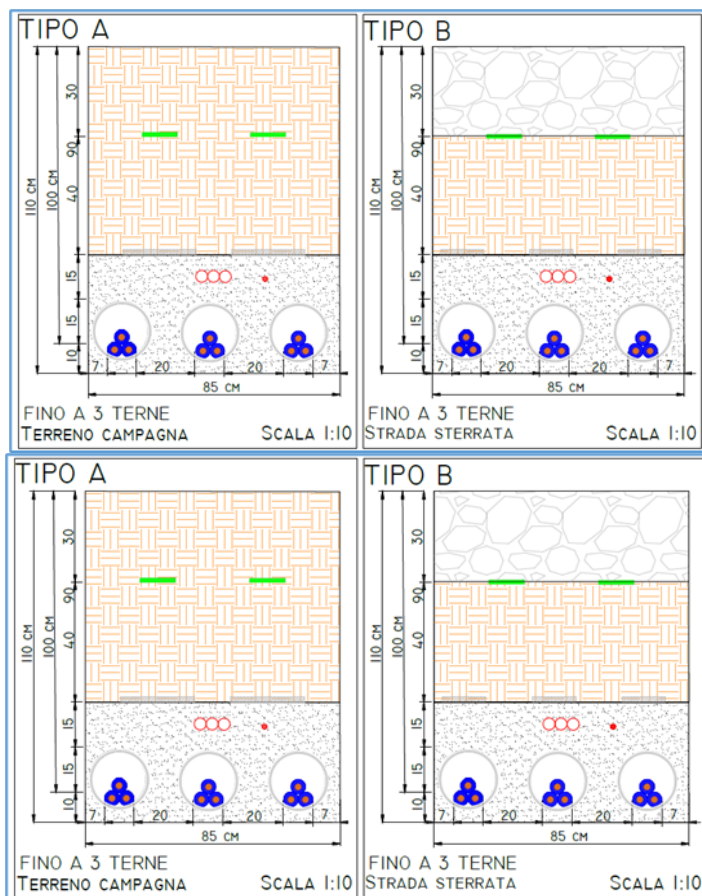 TIPO A
110 CM
100 CM
30
90
40
15
15
10
7
20
20
7
85 CM
FINO A 3 TERNE
TERRENO CAMPAGNA SCALA 1:10
TIPO B
110 CM
100 CM
30
90
40
15
15
10
7
20
20
7
85 CM
FINO A 3 TERNE
STRADA STERRATA SCALA 1:10
TIPO A
110 CM
100 CM
30
90
40
15
15
10
7
20
20
7
85 CM
FINO A 3 TERNE
TERRENO CAMPAGNA SCALA 1:10
TIPO B
110 CM
100 CM
30
90
40
15
15
10
7
20
20
7
85 CM
FINO A 3 TERNE
STRADA STERRATA SCALA 1:10